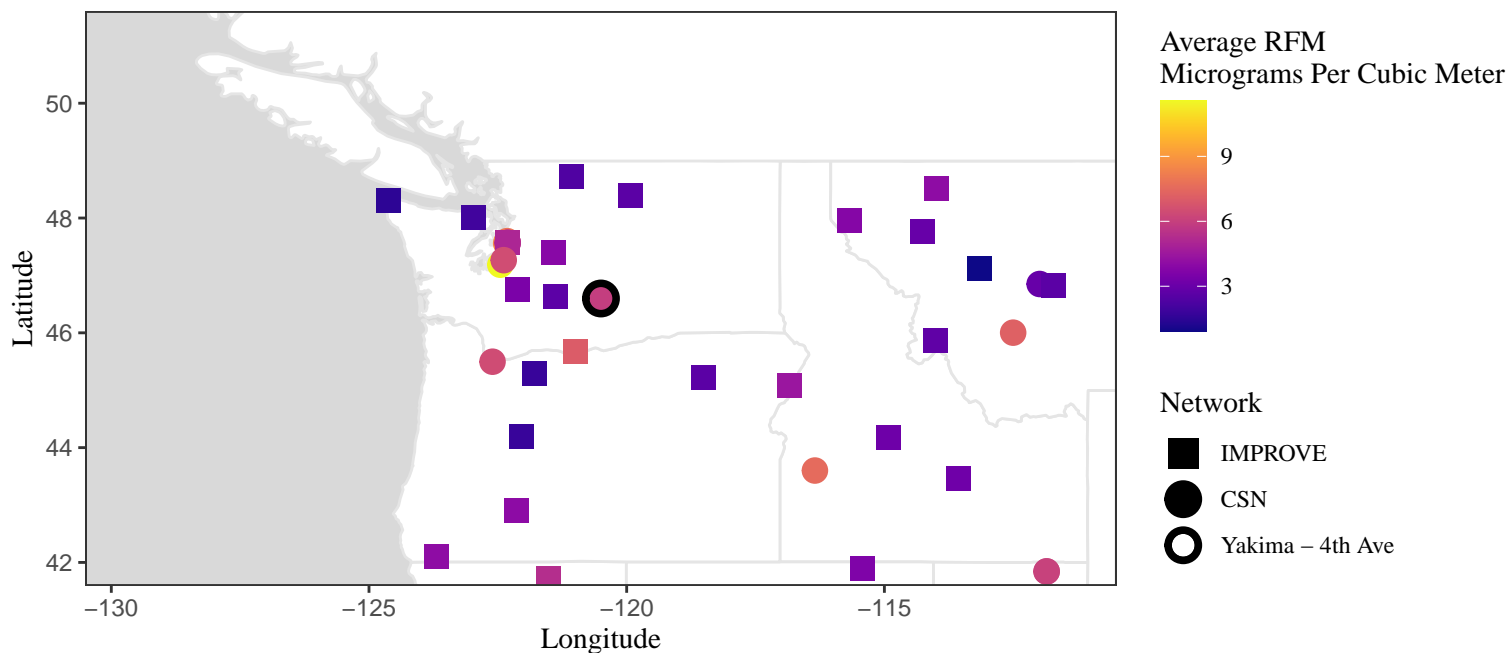 Average RFM
Micrograms Per Cubic Meter
9
6
3
Network
IMPROVE
CSN
Yakima – 4th Ave
Latitude
50
48
46
44
42
−130
−125
−120
−115
Longitude